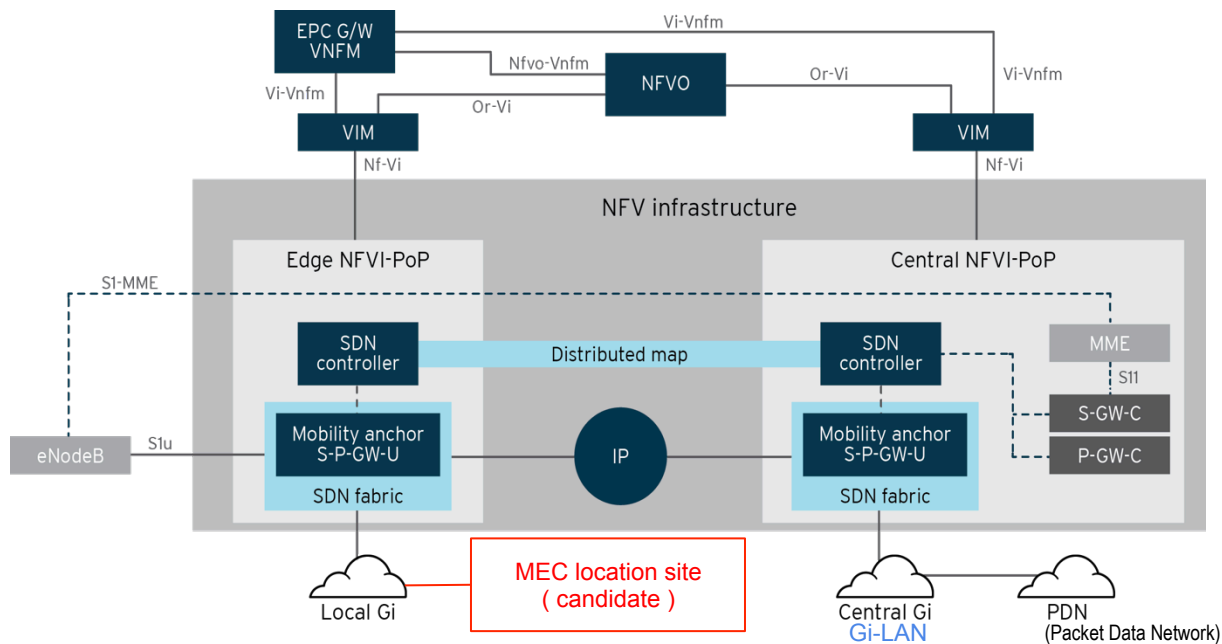 Vi-Vnfm
EPC G/W
VNFM
Nfvo-Vnfm
NFVO
Vi-Vnfm
Or-Vi
Or-Vi
Vi-Vnfm
VIM
VIM
Nf-Vi
Nf-Vi
NFV infrastructure
Edge NFVI-PoP
Central NFVI-PoP
S1-MME
SDN
controller
Distributed map
SDN
controller
MME
S11
S-GW-C
P-GW-C
eNodeB
S1u
Mobility anchor
S-P-GW-U
SDN fabric
IP
Mobility anchor
S-P-GW-U
SDN fabric
Local Gi
MEC location site
( candidate )
Central Gi
Gi-LAN
PDN
(Packet Data Network)